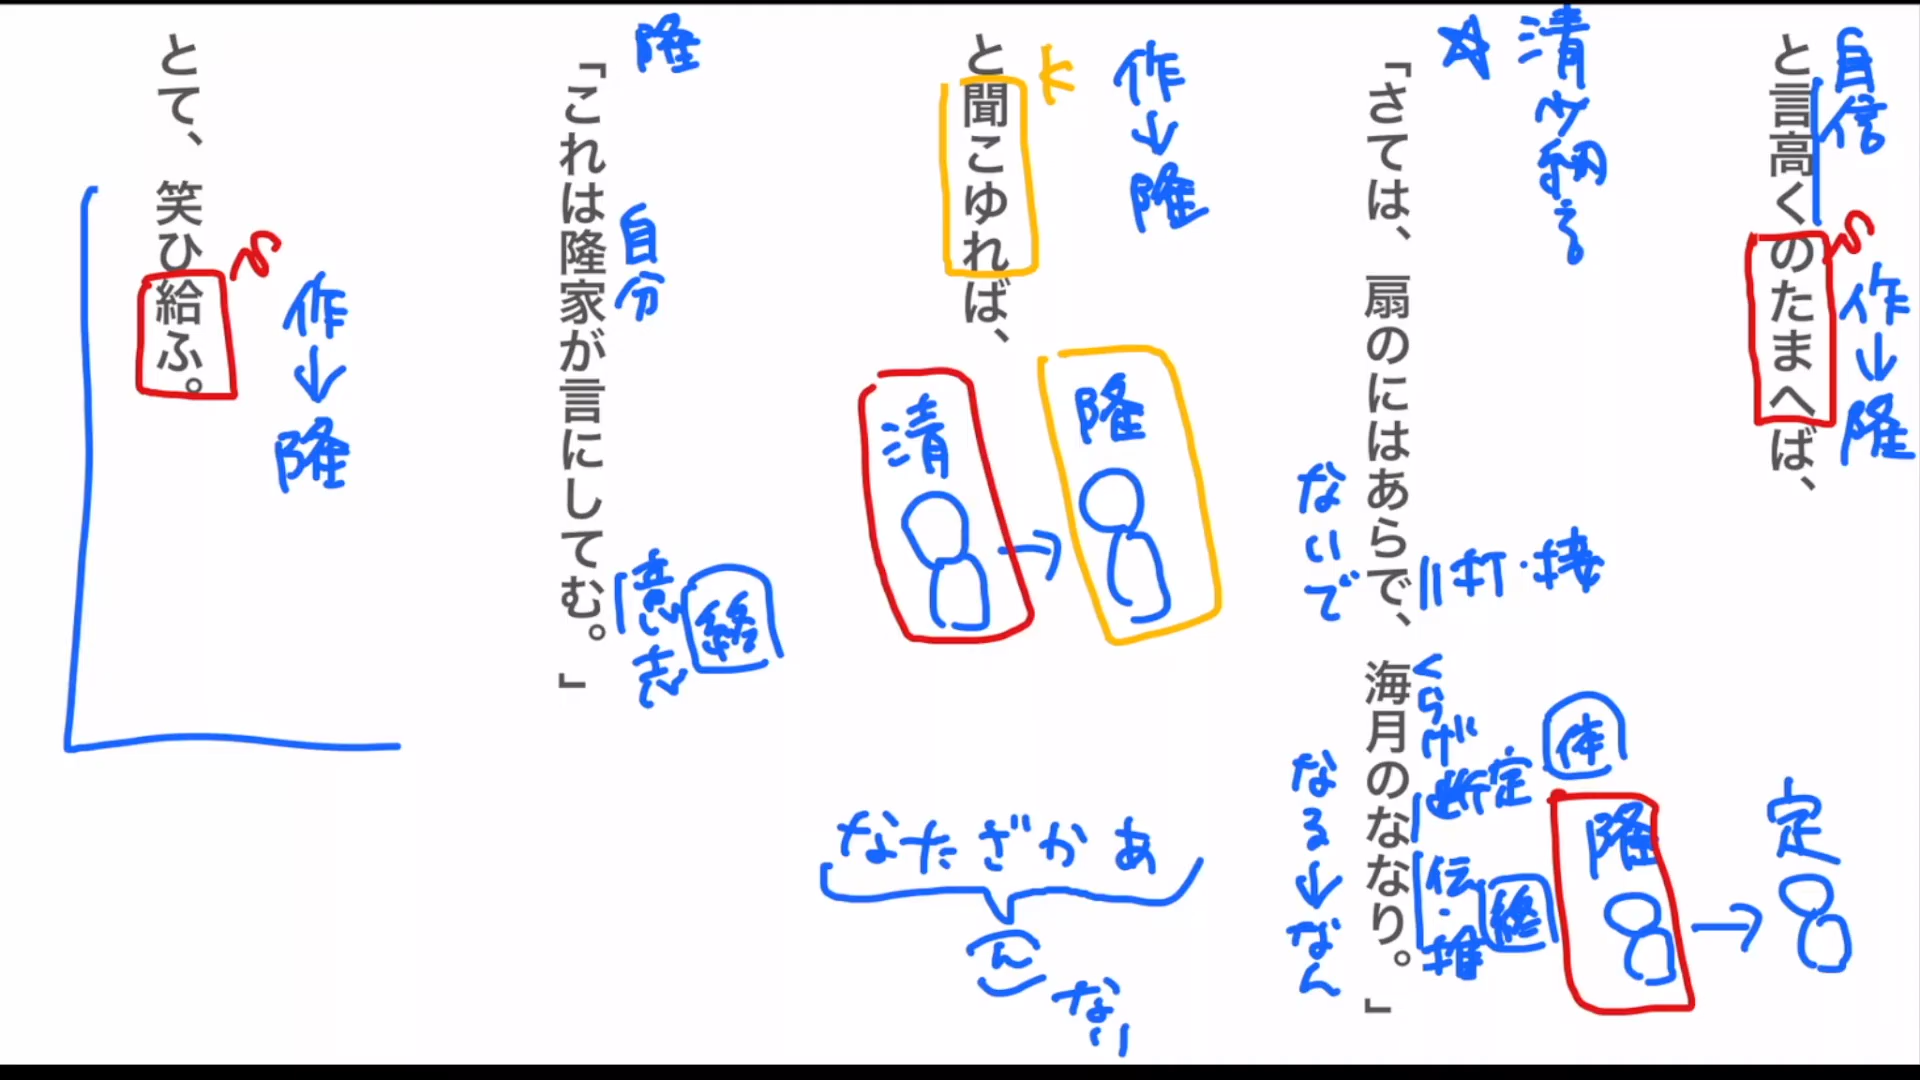 と言高くのたまへば、
自信
作→隆
「さては、扇のにはあらで、海月のななり。」
☆清少納言る
ないで
打・接
くらげ
断定
体
伝・推
終
なる→なん
隆
定
と聞こゆれば、
作→隆
清
隆
なたざかあ
ん
なり
「これは隆家が言にしてむ。」
隆
自分
意志
終
とて、笑ひ給ふ。
作→隆